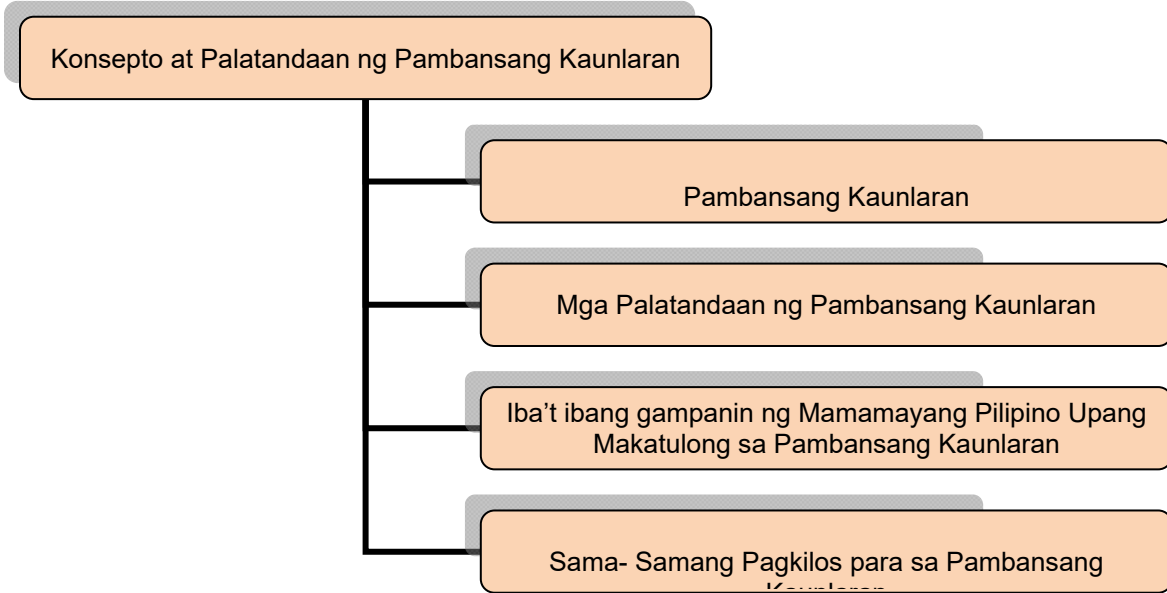 Konsepto at Palatandaan ng Pambansang Kaunlaran
Pambansang Kaunlaran
Mga Palatandaan ng Pambansang Kaunlaran
Iba’t ibang gampanin ng Mamamayang Pilipino Upang
Makatulong sa Pambansang Kaunlaran
Sama- Samang Pagkilos para sa Pambansang
Kaunlaran